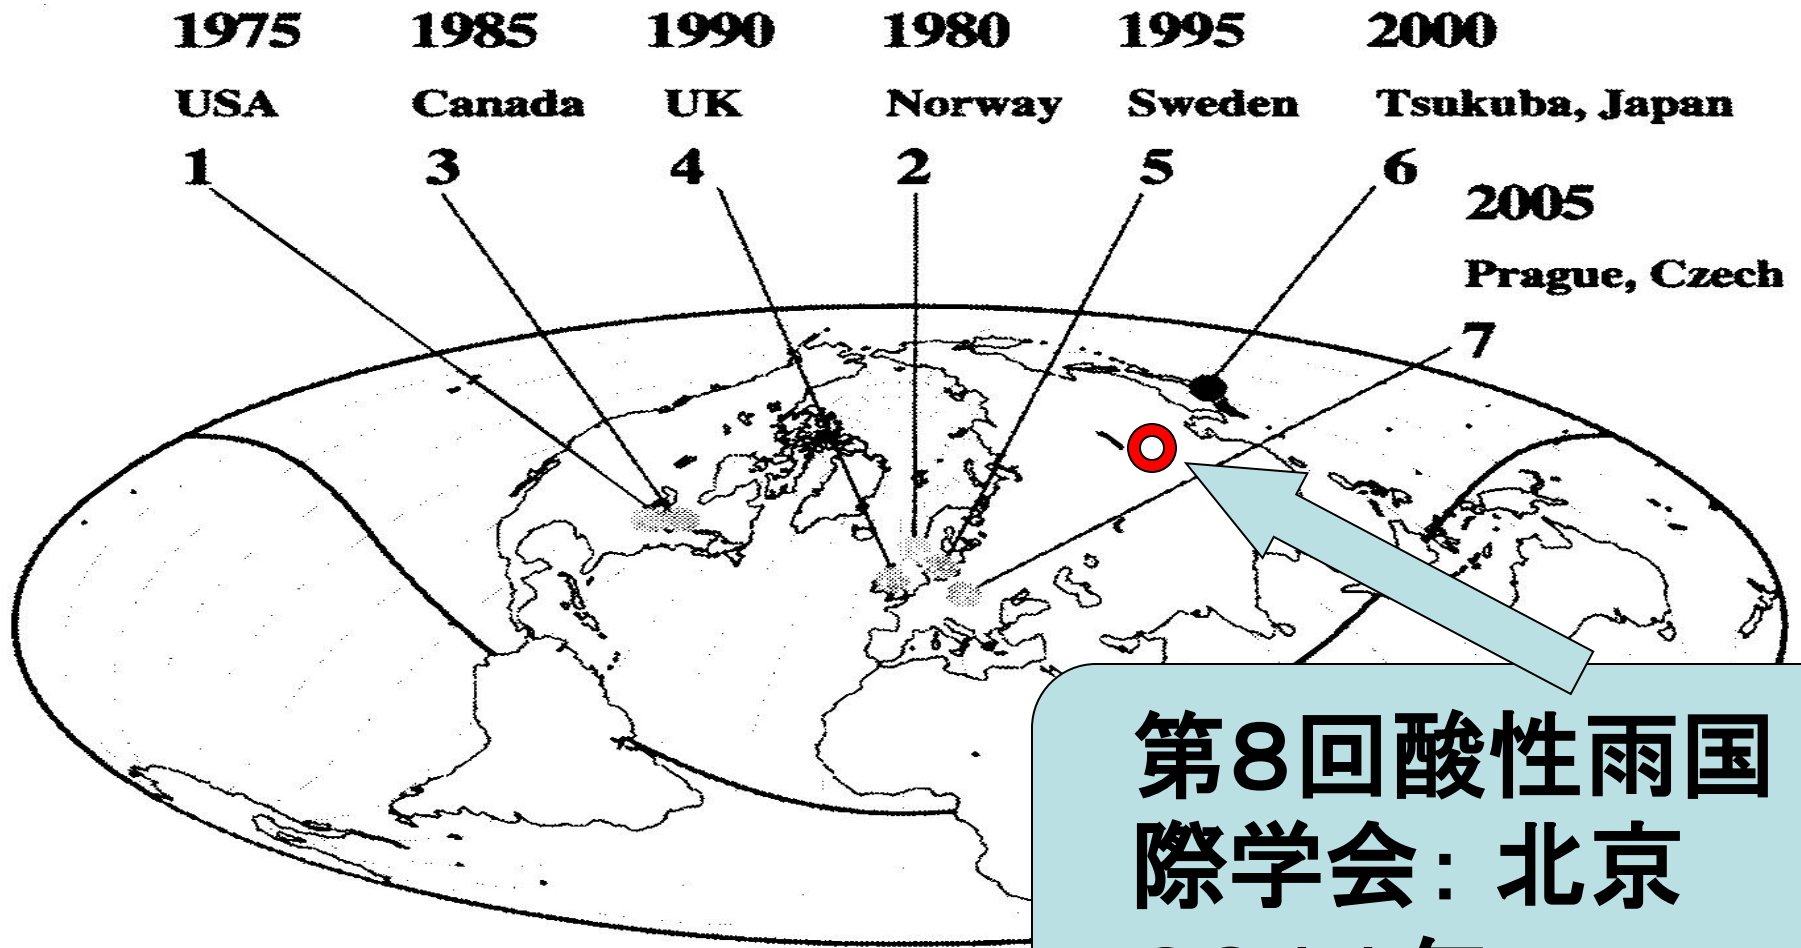 1975 1985 1990 1980 1995 2000
USA Canada UK Norway Sweden Tsukuba, Japan
1 3 4 2 5 6
2005
Prague, Czech
7
第８回酸性雨国
際学会：北京